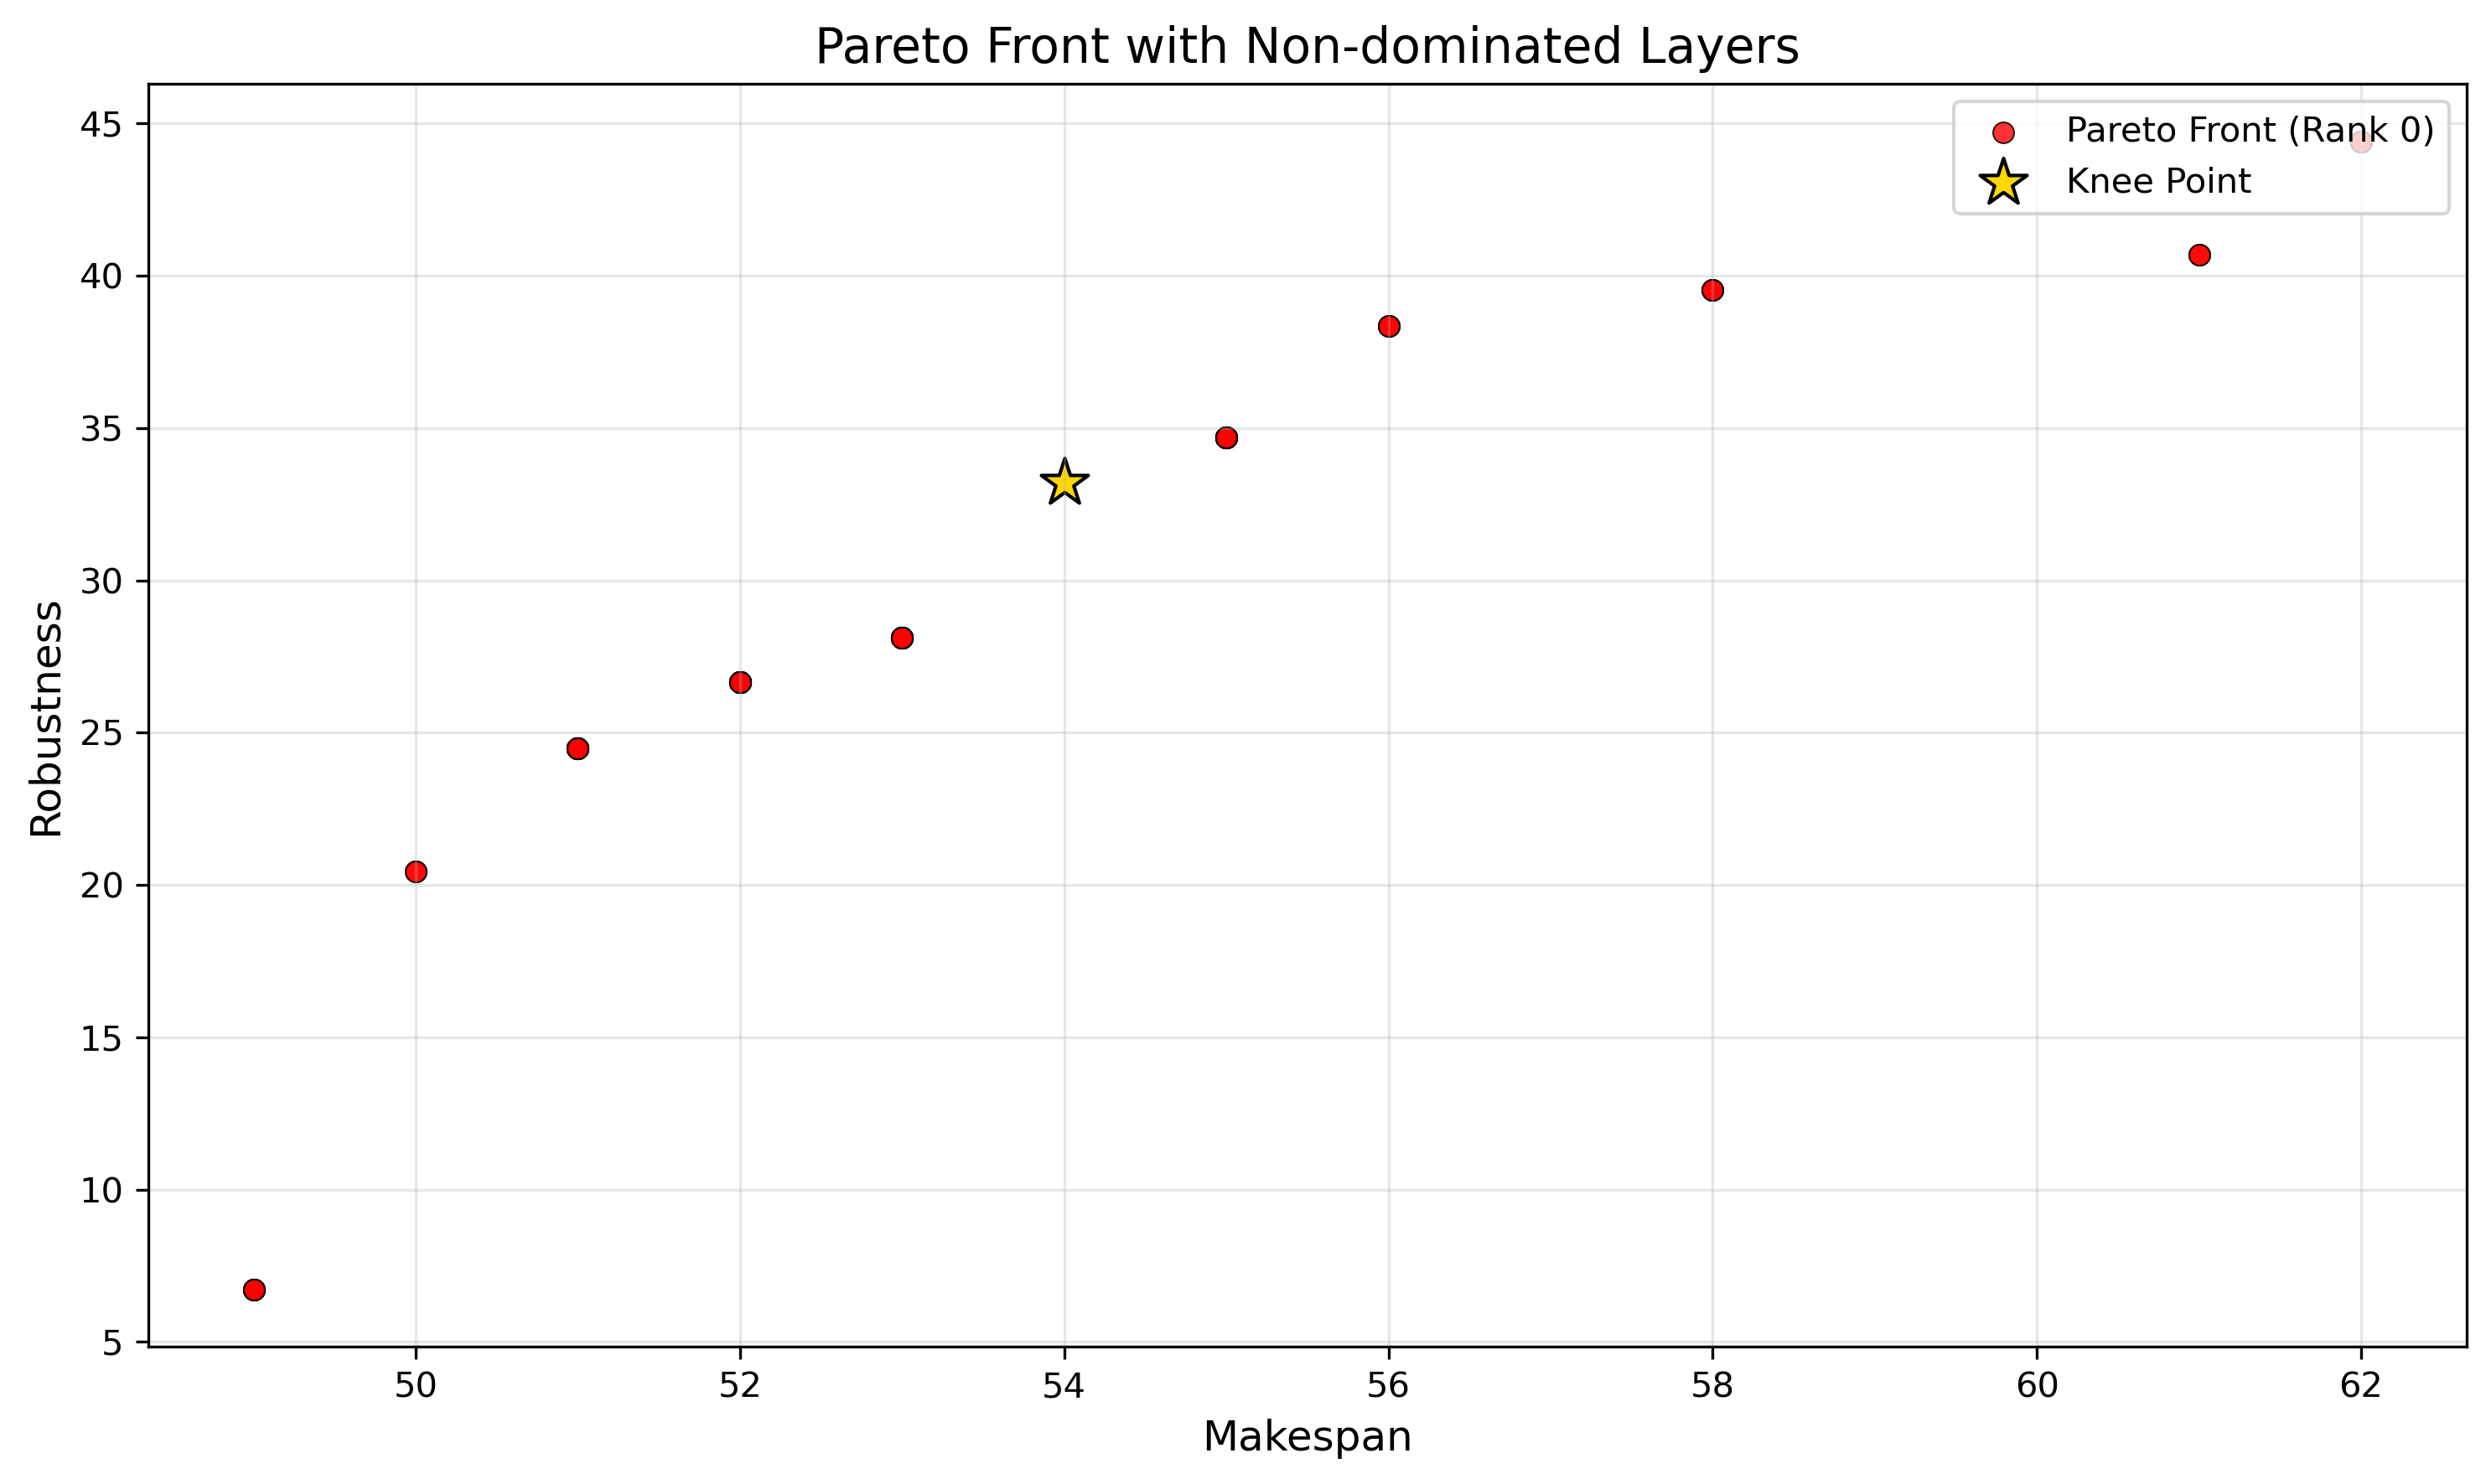 Pareto Front with Non-dominated Layers
Pareto Front (Rank 0)
Knee Point
45
40
35
30
25
20
15
10
5
Robustness
50 52 54 56 58 60 62
Makespan